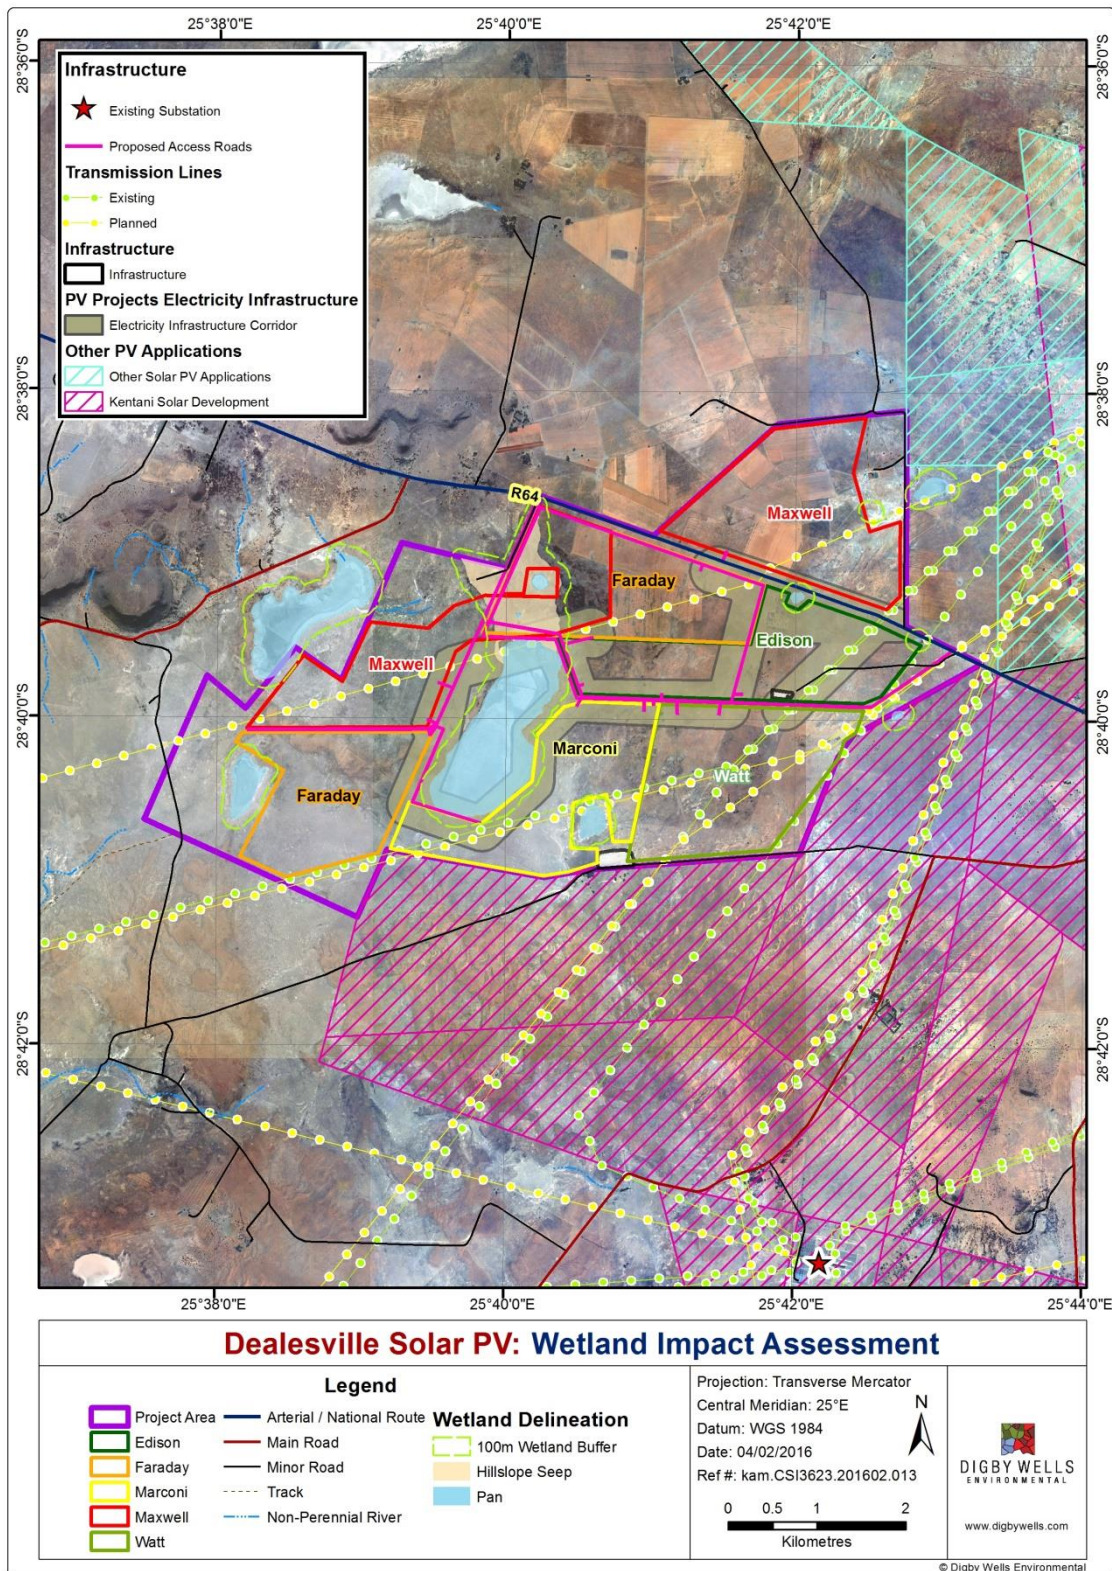 25°38'0"E
25°40'0"E
25°42'0"E
28°36'0"S
28°36'0"S
Infrastructure
Existing Substation
Proposed Access Roads
Transmission Lines
Existing
Planned
Infrastructure
Infrastructure
PV Projects Electricity Infrastructure
Electricity Infrastructure Corridor
Other PV Applications
Other Solar PV Applications
Kentani Solar Development
28°38'0"S
28°38'0"S
R64
Maxwell
Faraday
Edison
Maxwell
28°40'0"S
28°40'0"S
Marconi
Watt
Faraday
28°42'0"S
28°42'0"S
25°38'0"E
25°40'0"E
25°42'0"E
25°44'0"E
Dealesville Solar PV: Wetland Impact Assessment
Legend
Project Area
Edison
Faraday
Marconi
Maxwell
Watt
Arterial / National Route
Main Road
Minor Road
Track
Non-Perennial River
Wetland Delineation
100m Wetland Buffer
Hillslope Seep
Pan
Projection: Transverse Mercator
Central Meridian: 25°E
Datum: WGS 1984
Date: 04/02/2016
Ref #: kam.CSI3623.201602.013
N
0 0.5 1 2
Kilometres
DIGBY WELLS
ENVIRONMENTAL
www.digbywells.com
© Digby Wells Environmental